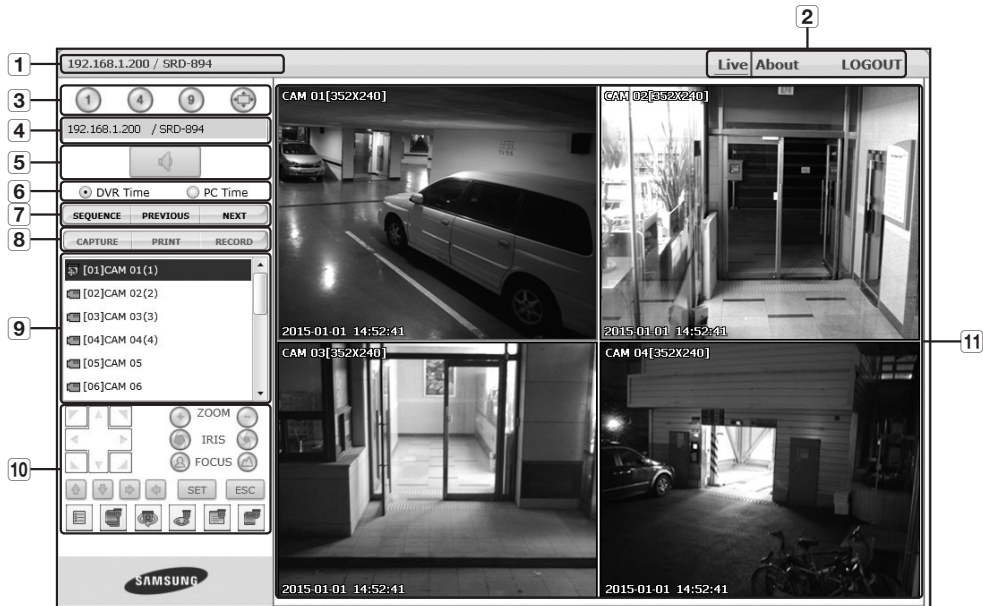 2
1
192.168.1.200 / SRD-894
Live About LOGOUT
3
1 4 9
4
192.168.1.200 / SRD-894
5
6
DVR Time PC Time
7
SEQUENCE PREVIOUS NEXT
8
CAPTURE PRINT RECORD
9
[01]CAM 01(1)
[02]CAM 02(2)
[03]CAM 03(3)
[04]CAM 04(4)
[05]CAM 05
[06]CAM 06
10
ZOOM
IRIS
FOCUS
SET ESC
SAMSUNG
CAM 01[352X240]
2015-01-01 14:52:41
CAM 02[352X240]
2015-01-01 14:52:41
CAM 03[352X240]
2015-01-01 14:52:41
CAM 04[352X240]
2015-01-01 14:52:41
11